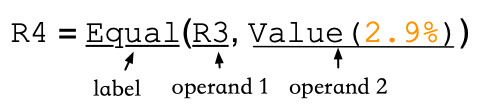 R4 = Equal(R3, Value(2.9%))
label operand 1 operand 2